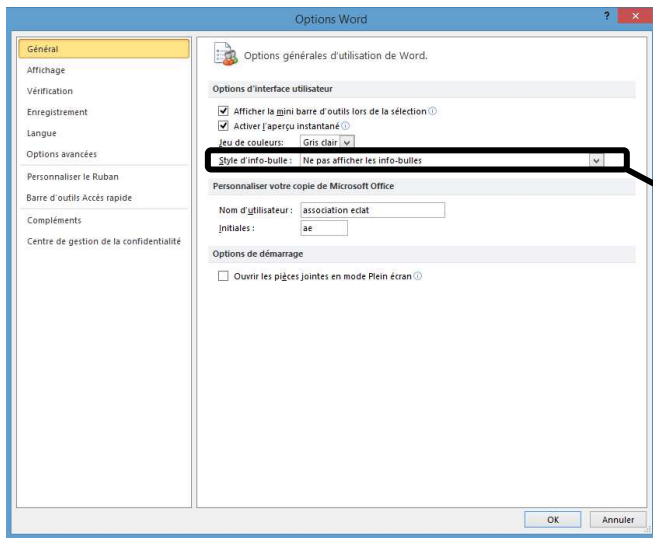 Options Word
?
×
Général
Affichage
Vérification
Enregistrement
Langue
Options avancées
Personnaliser le Ruban
Barre d'outils Accès rapide
Compléments
Centre de gestion de la confidentialité
Options générales d'utilisation de Word.
Options d'interface utilisateur
Afficher la mini barre d'outils lors de la sélection
Activer l'aperçu instantané
Jeu de couleurs: Gris clair
Style d'info-bulle : Ne pas afficher les info-bulles
Personnaliser votre copie de Microsoft Office
Nom d'utilisateur : association eclat
Initiales : ae
Options de démarrage
Ouvrir les pièces jointes en mode Plein écran
OK Annuler